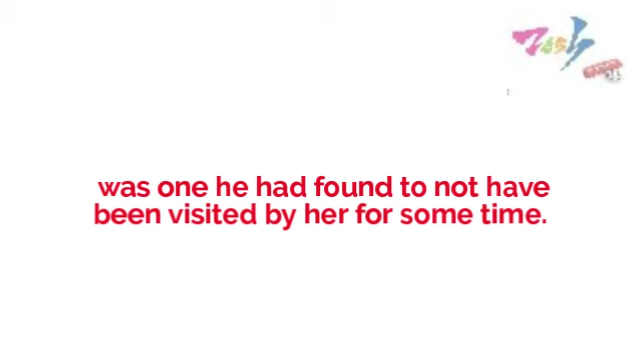 was one he had found to not have
been visited by her for some time.